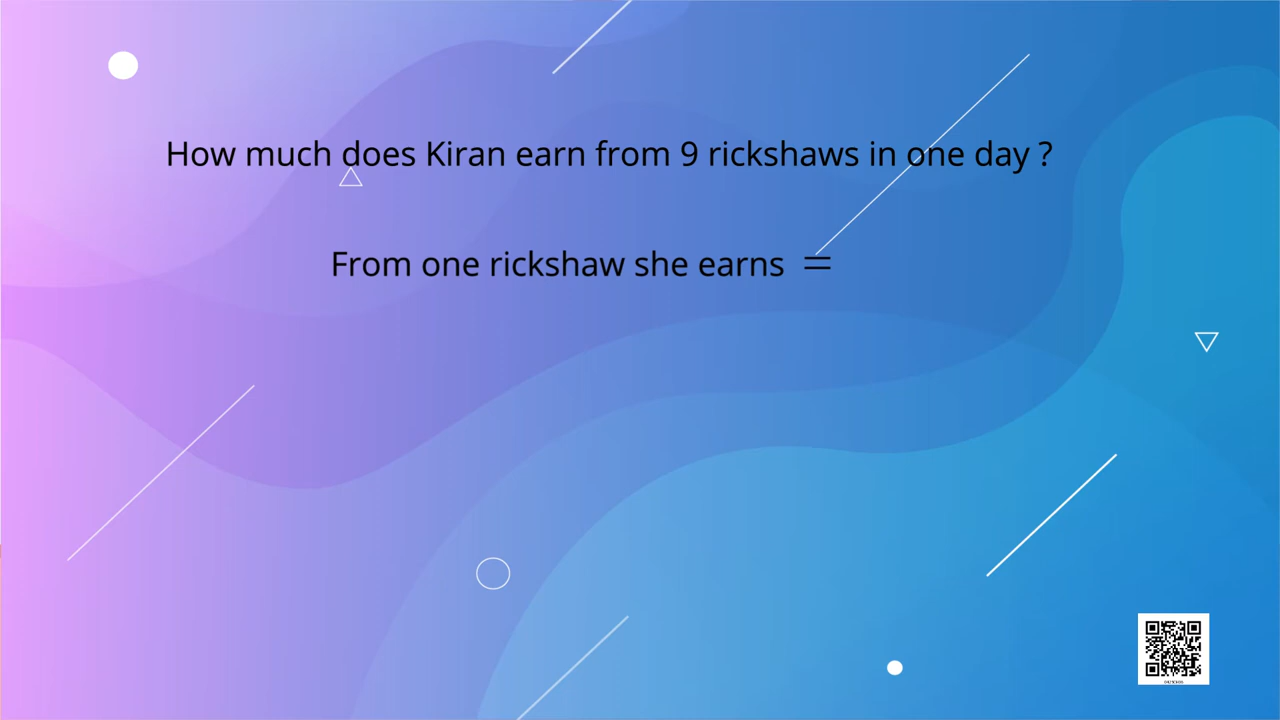 How much does Kiran earn from 9 rickshaws in one day ?
From one rickshaw she earns =